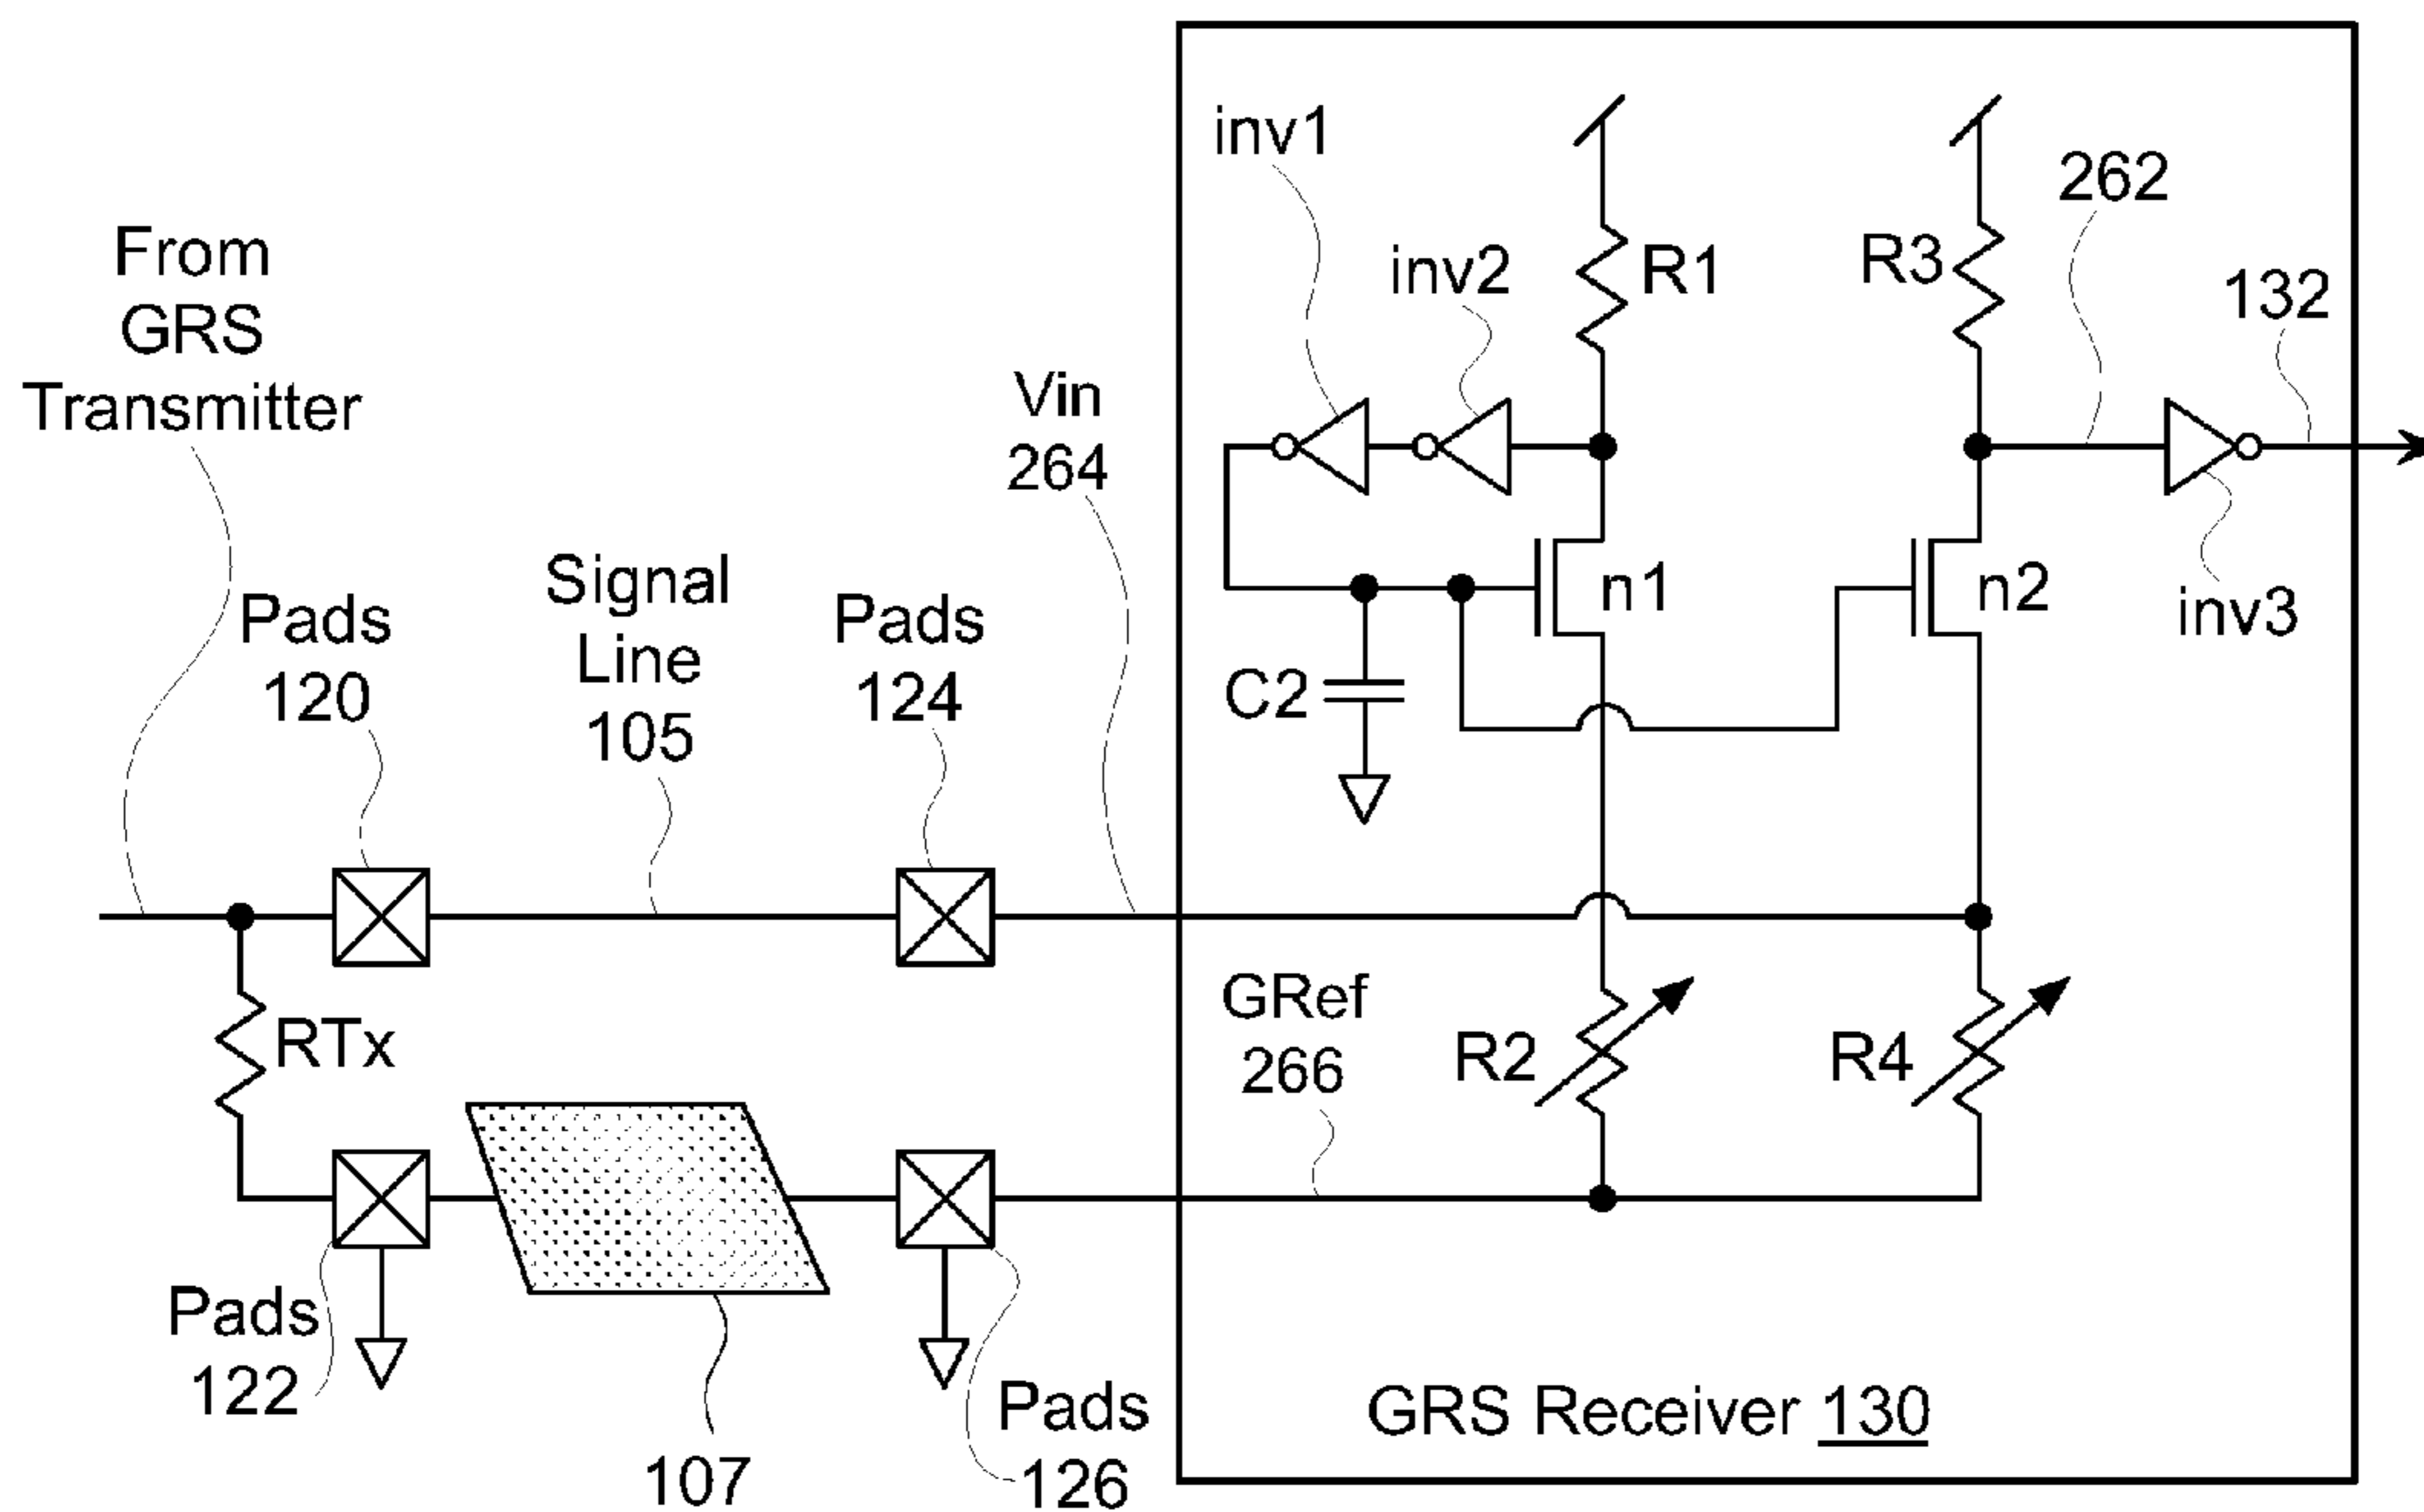 From
GRS
Transmitter
Pads
120
Signal
Line
105
Pads
124
Vin
264
inv1
inv2
R1
R3
262
132
n1
n2
inv3
C2
RTx
GRef
266
R2
R4
Pads
122
107
Pads
126
GRS Receiver 130